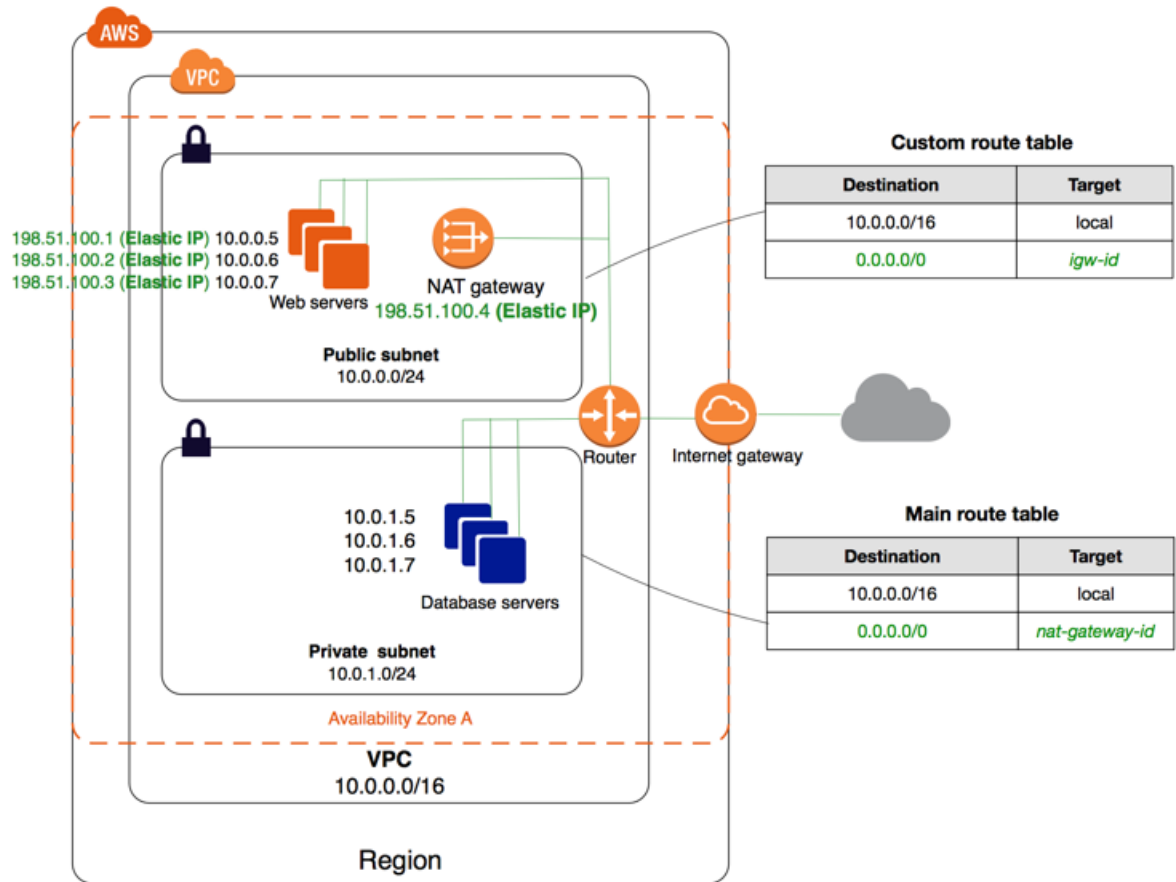 AWS
VPC
198.51.100.1 (Elastic IP) 10.0.0.5
198.51.100.2 (Elastic IP) 10.0.0.6
198.51.100.3 (Elastic IP) 10.0.0.7
Web servers
NAT gateway
198.51.100.4 (Elastic IP)
Public subnet
10.0.0.0/24
Router
Internet gateway
10.0.1.5
10.0.1.6
10.0.1.7
Database servers
Private subnet
10.0.1.0/24
Availability Zone A
VPC
10.0.0.0/16
Region
Custom route table
Destination Target
10.0.0.0/16 local
0.0.0.0/0 igw-id
Main route table
Destination Target
10.0.0.0/16 local
0.0.0.0/0 nat-gateway-id